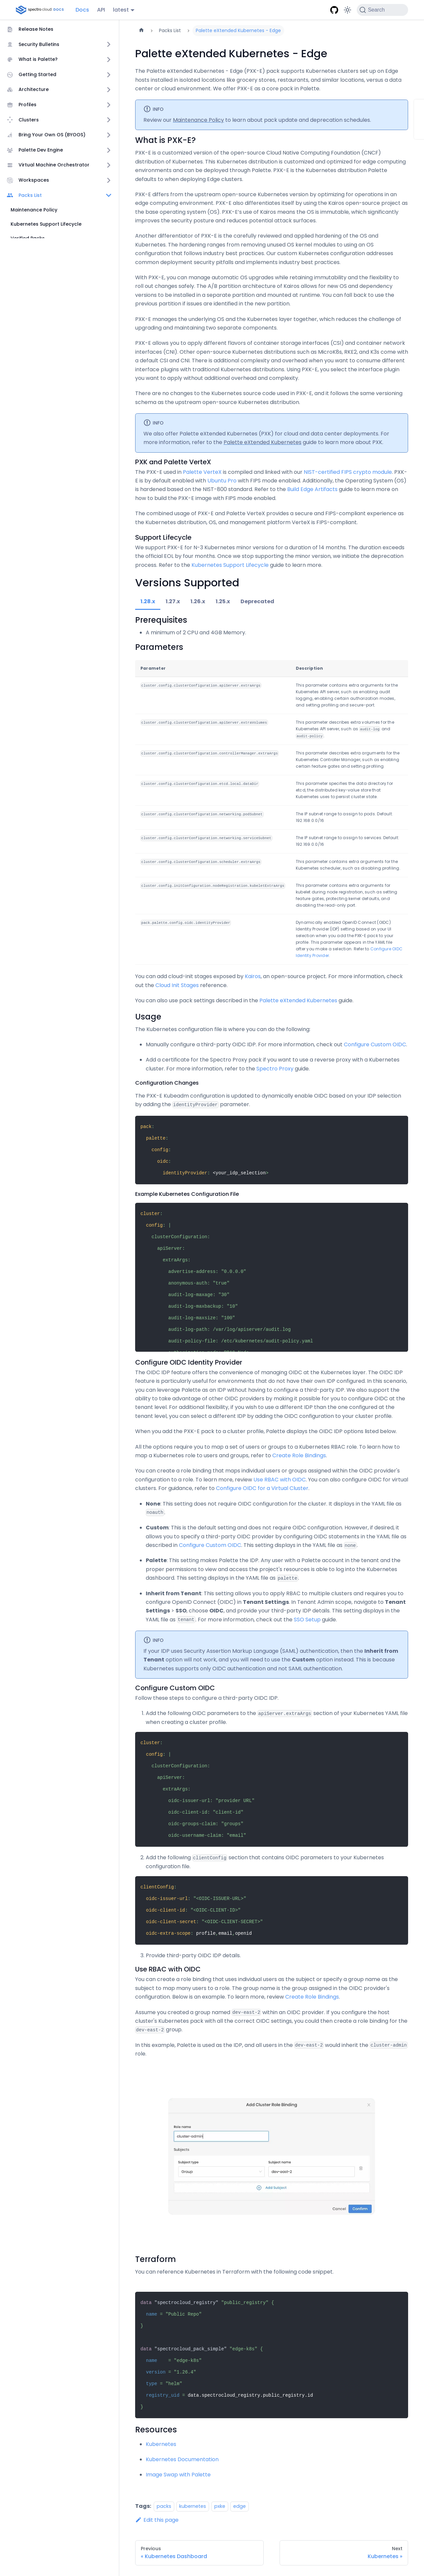 spectro cloud DOCS
Docs
API
latest
Search
Release Notes
Security Bulletins
What is Palette?
Getting Started
Architecture
Profiles
Clusters
Bring Your Own OS (BYOOS)
Palette Dev Engine
Virtual Machine Orchestrator
Workspaces
Packs List
Maintenance Policy
Kubernetes Support Lifecycle
Packs List
Palette eXtended Kubernetes - Edge
Palette eXtended Kubernetes - Edge
The Palette eXtended Kubernetes - Edge (PXK-E) pack supports Kubernetes clusters set up on Edge hosts. The pack defines properties to start or join a Kubernetes cluster in a data center or cloud environment. We offer PXK-E as a core pack in Palette.
INFO
Review our Maintenance Policy to learn about pack update and deprecation schedules.
What is PXK-E?
PXK-E is a customized version of the open-source Cloud Native Computing Foundation (CNCF) distribution of Kubernetes. This Kubernetes distribution is customized and optimized for edge computing environments and can be deployed through Palette. PXK-E is the Kubernetes distribution Palette defaults to when deploying Edge clusters.
PXK-E differs from the upstream open-source Kubernetes version by optimizing for operations in an edge computing environment. PXK-E also differentiates itself by using the Kairos open-source project as the base operating system (OS). PXK-E's use of Kairos means the OS is immutable, which significantly improves the security posture and reduces potential attack surfaces.
Another differentiator of PXK-E is the carefully reviewed and applied hardening of the OS and Kubernetes. The hardening ranges from removing unused OS kernel modules to using an OS configuration that follows industry best practices. Our custom Kubernetes configuration addresses common deployment security pitfalls and implements industry best practices.
With PXK-E, you can manage automatic OS upgrades while retaining immutability and the flexibility to roll out changes safely. The A/B partition architecture of Kairos allows for new OS and dependency versions to be installed in a separate partition and mounted at runtime. You can fall back to use the previous partition if issues are identified in the new partition.
PXK-E manages the underlying OS and the Kubernetes layer together, which reduces the challenge of upgrading and maintaining two separate components.
PXK-E allows you to apply different flavors of container storage interfaces (CSI) and container network interfaces (CNI). Other open-source Kubernetes distributions such as MicroK8s, RKE2, and K3s come with a default CSI and CNI. There is additional complexity and overhead from you to enable different container interface plugins with traditional Kubernetes distributions. Using PXK-E, you select the interface plugin you want to apply without additional overhead and complexity.
There are no changes to the Kubernetes source code used in PXK-E, and it follows the same versioning schema as the upstream open-source Kubernetes distribution.
INFO
We also offer Palette eXtended Kubernetes (PXK) for cloud and data center deployments. For more information, refer to the Palette eXtended Kubernetes guide to learn more about PXK.
PXK and Palette VerteX
The PXK-E used in Palette VerteX is compiled and linked with our NIST-certified FIPS crypto module. PXK-E is by default enabled with Ubuntu Pro with FIPS mode enabled. Additionally, the Operating System (OS) is hardened based on the NIST-800 standard. Refer to the Build Edge Artifacts guide to learn more on how to build the PXK-E image with FIPS mode enabled.
The combined usage of PXK-E and Palette VerteX provides a secure and FIPS-compliant experience as the Kubernetes distribution, OS, and management platform VerteX is FIPS-compliant.
Support Lifecycle
We support PXK-E for N-3 Kubernetes minor versions for a duration of 14 months. The duration exceeds the official EOL by four months. Once we stop supporting the minor version, we initiate the deprecation process. Refer to the Kubernetes Support Lifecycle guide to learn more.
Versions Supported
1.28.x
1.27.x
1.26.x
1.25.x
Deprecated
Prerequisites
A minimum of 2 CPU and 4GB Memory.
Parameters
Parameter
Description
cluster.config.clusterConfiguration.apiServer.extraArgs
This parameter contains extra arguments for the Kubernetes API server, such as enabling audit logging, enabling certain authorization modes, and setting profiling and secure-port.
cluster.config.clusterConfiguration.apiServer.extraVolumes
This parameter describes extra volumes for the Kubernetes API server, such as audit-log and audit-policy.
cluster.config.clusterConfiguration.controllerManager.extraArgs
This parameter describes extra arguments for the Kubernetes Controller Manager, such as enabling certain feature gates and setting profiling.
cluster.config.clusterConfiguration.etcd.local.dataDir
This parameter specifies the data directory for etcd, the distributed key-value store that Kubernetes uses to persist cluster state.
cluster.config.clusterConfiguration.networking.podSubnet
The IP subnet range to assign to pods. Default: 192.168.0.0/16
cluster.config.clusterConfiguration.networking.serviceSubnet
The IP subnet range to assign to services. Default: 192.169.0.0/16
cluster.config.clusterConfiguration.scheduler.extraArgs
This parameter contains extra arguments for the Kubernetes scheduler, such as disabling profiling.
cluster.config.initConfiguration.nodeRegistration.kubeletExtraArgs
This parameter contains extra arguments for kubelet during node registration, such as setting feature gates, protecting kernel defaults, and disabling the read-only port.
pack.palette.config.oidc.identityProvider
Dynamically enabled OpenID Connect (OIDC) Identity Provider (IDP) setting based on your UI selection when you add the PXK-E pack to your profile. This parameter appears in the YAML file after you make a selection. Refer to Configure OIDC Identity Provider.
You can add cloud-init stages exposed by Kairos, an open-source project. For more information, check out the Cloud Init Stages reference.
You can also use pack settings described in the Palette eXtended Kubernetes guide.
Usage
The Kubernetes configuration file is where you can do the following:
Manually configure a third-party OIDC IDP. For more information, check out Configure Custom OIDC.
Add a certificate for the Spectro Proxy pack if you want to use a reverse proxy with a Kubernetes cluster. For more information, refer to the Spectro Proxy guide.
Configuration Changes
The PXK-E Kubeadm configuration is updated to dynamically enable OIDC based on your IDP selection by adding the identityProvider parameter.
pack:
palette:
config:
oidc:
identityProvider: <your_idp_selection>
Example Kubernetes Configuration File
cluster:
config: |
clusterConfiguration:
apiServer:
extraArgs:
advertise-address: "0.0.0.0"
anonymous-auth: "true"
audit-log-maxage: "30"
audit-log-maxbackup: "10"
audit-log-maxsize: "100"
audit-log-path: /var/log/apiserver/audit.log
audit-policy-file: /etc/kubernetes/audit-policy.yaml
Configure OIDC Identity Provider
The OIDC IDP feature offers the convenience of managing OIDC at the Kubernetes layer. The OIDC IDP feature is particularly useful for environments that do not have their own IDP configured. In this scenario, you can leverage Palette as an IDP without having to configure a third-party IDP. We also support the ability to take advantage of other OIDC providers by making it possible for you to configure OIDC at the tenant level. For additional flexibility, if you wish to use a different IDP than the one configured at the tenant level, you can select a different IDP by adding the OIDC configuration to your cluster profile.
When you add the PXK-E pack to a cluster profile, Palette displays the OIDC IDP options listed below.
All the options require you to map a set of users or groups to a Kubernetes RBAC role. To learn how to map a Kubernetes role to users and groups, refer to Create Role Bindings.
You can create a role binding that maps individual users or groups assigned within the OIDC provider's configuration to a role. To learn more, review Use RBAC with OIDC. You can also configure OIDC for virtual clusters. For guidance, refer to Configure OIDC for a Virtual Cluster.
None: This setting does not require OIDC configuration for the cluster. It displays in the YAML file as noauth.
Custom: This is the default setting and does not require OIDC configuration. However, if desired, it allows you to specify a third-party OIDC provider by configuring OIDC statements in the YAML file as described in Configure Custom OIDC. This setting displays in the YAML file as none.
Palette: This setting makes Palette the IDP. Any user with a Palette account in the tenant and the proper permissions to view and access the project's resources is able to log into the Kubernetes dashboard. This setting displays in the YAML file as palette.
Inherit from Tenant: This setting allows you to apply RBAC to multiple clusters and requires you to configure OpenID Connect (OIDC) in Tenant Settings. In Tenant Admin scope, navigate to Tenant Settings > SSO, choose OIDC, and provide your third-party IDP details. This setting displays in the YAML file as tenant. For more information, check out the SSO Setup guide.
INFO
If your IDP uses Security Assertion Markup Language (SAML) authentication, then the Inherit from Tenant option will not work, and you will need to use the Custom option instead. This is because Kubernetes supports only OIDC authentication and not SAML authentication.
Configure Custom OIDC
Follow these steps to configure a third-party OIDC IDP.
1. Add the following OIDC parameters to the apiServer.extraArgs section of your Kubernetes YAML file when creating a cluster profile.
cluster:
config: |
clusterConfiguration:
apiServer:
extraArgs:
oidc-issuer-url: "provider URL"
oidc-client-id: "client-id"
oidc-groups-claim: "groups"
oidc-username-claim: "email"
2. Add the following clientConfig section that contains OIDC parameters to your Kubernetes configuration file.
clientConfig:
oidc-issuer-url: "<OIDC-ISSUER-URL>"
oidc-client-id: "<OIDC-CLIENT-ID>"
oidc-client-secret: "<OIDC-CLIENT-SECRET>"
oidc-extra-scope: profile,email,openid
3. Provide third-party OIDC IDP details.
Use RBAC with OIDC
You can create a role binding that uses individual users as the subject or specify a group name as the subject to map many users to a role. The group name is the group assigned in the OIDC provider's configuration. Below is an example. To learn more, review Create Role Bindings.
Assume you created a group named dev-east-2 within an OIDC provider. If you configure the host cluster's Kubernetes pack with all the correct OIDC settings, you could then create a role binding for the dev-east-2 group.
In this example, Palette is used as the IDP, and all users in the dev-east-2 would inherit the cluster-admin role.
Add Cluster Role Binding
Role name
cluster-admin
Subjects
Subject type
Subject name
Group
dev-east-2
Add Subject
Cancel
Confirm
Terraform
You can reference Kubernetes in Terraform with the following code snippet.
data "spectrocloud_registry" "public_registry" {
name = "Public Repo"
}
data "spectrocloud_pack_simple" "edge-k8s" {
name = "edge-k8s"
version = "1.28.4"
type = "helm"
registry_uid = data.spectrocloud_registry.public_registry.id
}
Resources
Kubernetes
Kubernetes Documentation
Image Swap with Palette
Tags:
packs
kubernetes
pxke
edge
Edit this page
Previous
« Kubernetes Dashboard
Next
Kubernetes »